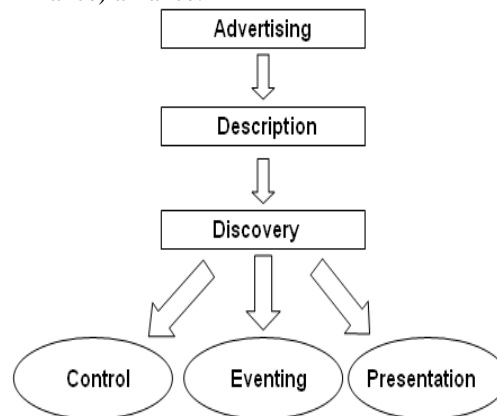 Advertising
Description
Discovery
Control Eventing Presentation